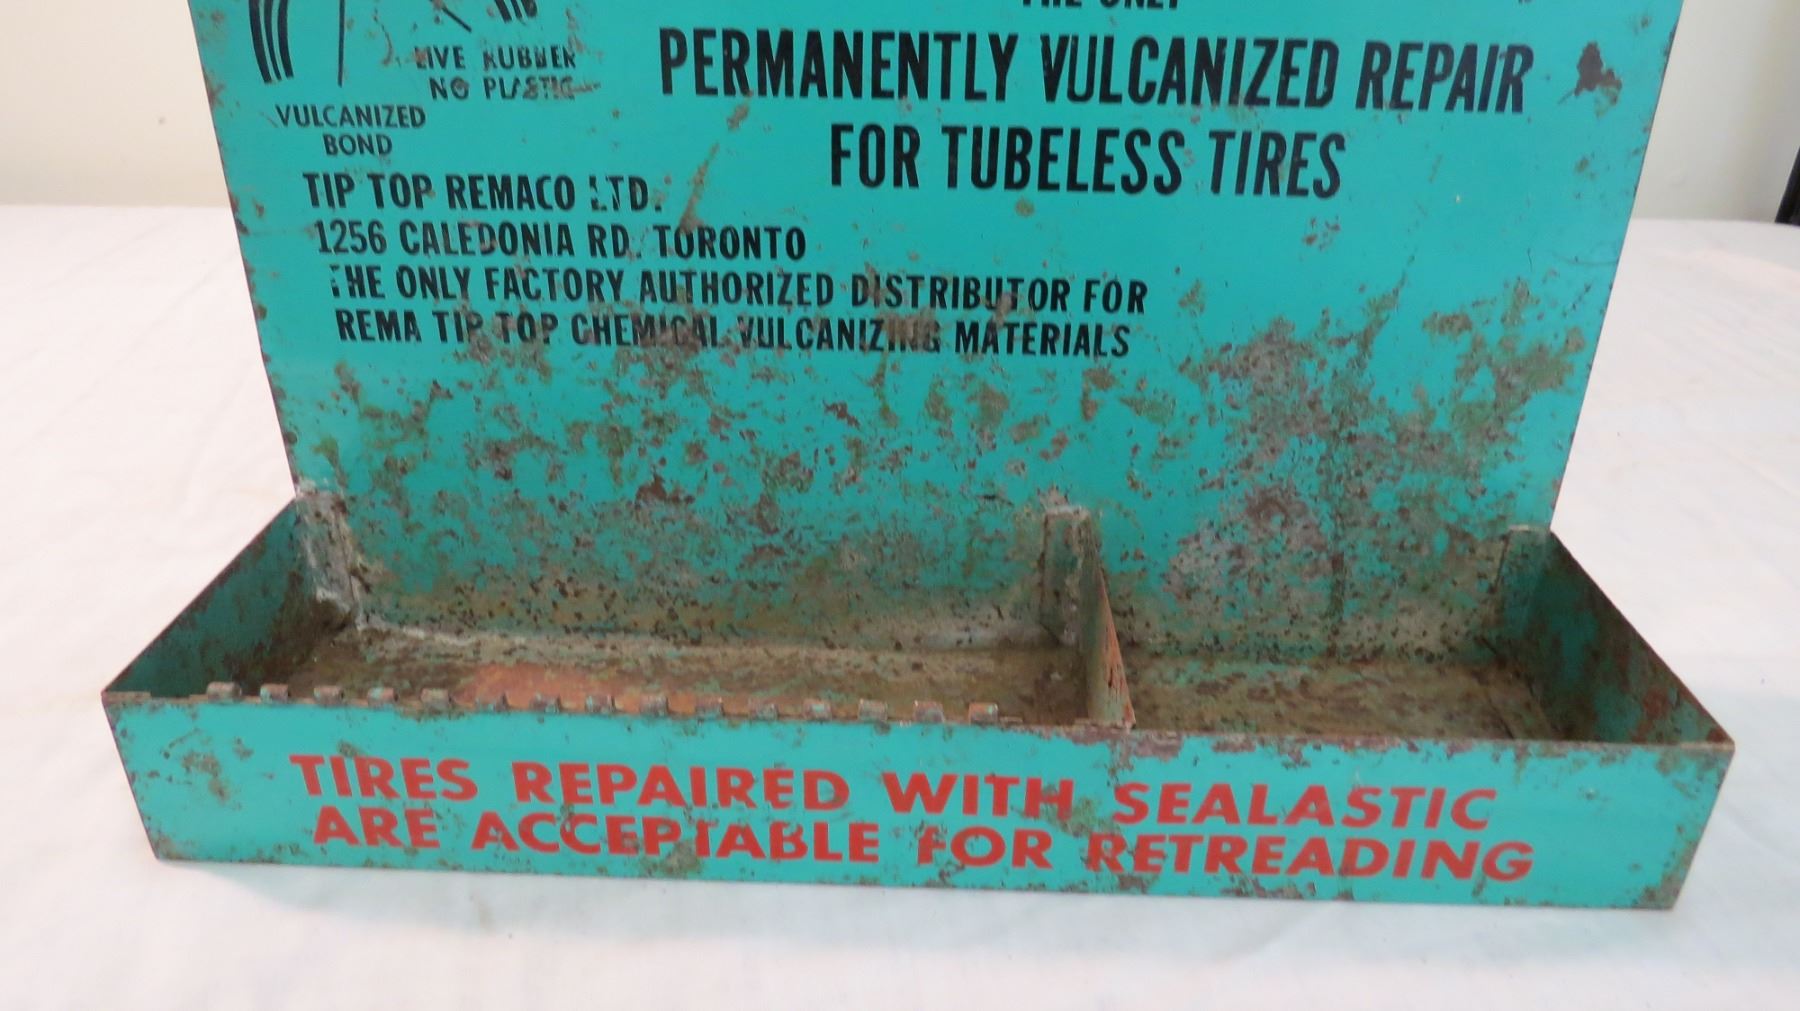 THE ONLY
PERMANENTLY VULCANIZED REPAIR
FOR TUBELESS TIRES
LIVE RUBBER
NO PLASTIC
VULCANIZED
BOND
TIP TOP REMACO LTD.
1256 CALEDONIA RD. TORONTO
THE ONLY FACTORY AUTHORIZED DISTRIBUTOR FOR
REMA TIP TOP CHEMICAL VULCANIZING MATERIALS
TIRES REPAIRED WITH SEALASTIC
ARE ACCEPTABLE FOR RETREADING